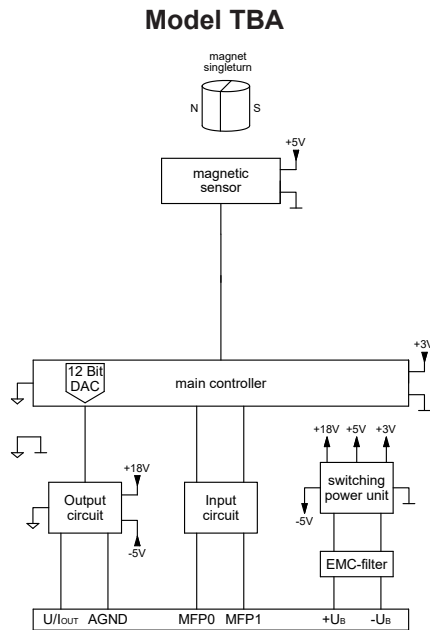 Model TBA
magnet
singleturn
N
S
+5V
magnetic
sensor
+3V
12 Bit
DAC
main controller
+18V +5V +3V
+18V
Output
circuit
Input
circuit
switching
power unit
-5V
-5V
EMC-filter
U/IOUT AGND MFP0 MFP1 +UB -UB